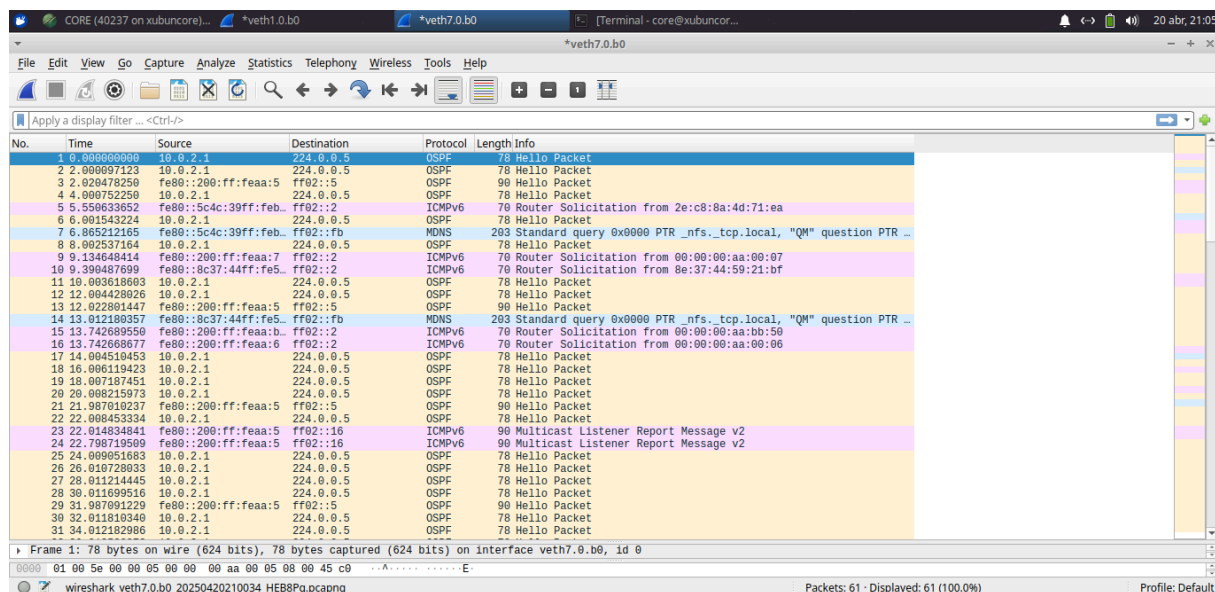 CORE (40237 on xubuncore)... *veth1.0.b0 *veth7.0.b0 [Terminal - core@xubuncor... 20 abr, 21:05
*veth7.0.b0
File Edit View Go Capture Analyze Statistics Telephony Wireless Tools Help
Apply a display filter ... <Ctrl-/>
No. Time Source Destination Protocol Length Info
1 0.000000000 10.0.2.1 224.0.0.5 OSPF 78 Hello Packet
2 2.000097123 10.0.2.1 224.0.0.5 OSPF 78 Hello Packet
3 2.020478250 fe80::200:ff:feaa:5 ff02::5 OSPF 90 Hello Packet
4 4.000752250 10.0.2.1 224.0.0.5 OSPF 78 Hello Packet
5 5.550633652 fe80::5c4c:39ff:feb… ff02::2 ICMPv6 70 Router Solicitation from 2e:c8:8a:4d:71:ea
6 6.001543224 10.0.2.1 224.0.0.5 OSPF 78 Hello Packet
7 6.865212165 fe80::5c4c:39ff:feb… ff02::fb MDNS 203 Standard query 0x0000 PTR _nfs._tcp.local, "QM" question PTR …
8 8.002537164 10.0.2.1 224.0.0.5 OSPF 78 Hello Packet
9 9.134648414 fe80::200:ff:feaa:7 ff02::2 ICMPv6 70 Router Solicitation from 00:00:00:aa:00:07
10 9.390487699 fe80::8c37:44ff:fe5… ff02::2 ICMPv6 70 Router Solicitation from 8e:37:44:59:21:bf
11 10.003618603 10.0.2.1 224.0.0.5 OSPF 78 Hello Packet
12 12.004428026 10.0.2.1 224.0.0.5 OSPF 78 Hello Packet
13 12.022801447 fe80::200:ff:feaa:5 ff02::5 OSPF 90 Hello Packet
14 13.012180357 fe80::8c37:44ff:fe5… ff02::fb MDNS 203 Standard query 0x0000 PTR _nfs._tcp.local, "QM" question PTR …
15 13.742689550 fe80::200:ff:feaa:b… ff02::2 ICMPv6 70 Router Solicitation from 00:00:00:aa:bb:50
16 13.742668677 fe80::200:ff:feaa:6 ff02::2 ICMPv6 70 Router Solicitation from 00:00:00:aa:00:06
17 14.004510453 10.0.2.1 224.0.0.5 OSPF 78 Hello Packet
18 16.006119423 10.0.2.1 224.0.0.5 OSPF 78 Hello Packet
19 18.007187451 10.0.2.1 224.0.0.5 OSPF 78 Hello Packet
20 20.008215973 10.0.2.1 224.0.0.5 OSPF 78 Hello Packet
21 21.987010237 fe80::200:ff:feaa:5 ff02::5 OSPF 90 Hello Packet
22 22.008453334 10.0.2.1 224.0.0.5 OSPF 78 Hello Packet
23 22.014834841 fe80::200:ff:feaa:5 ff02::16 ICMPv6 90 Multicast Listener Report Message v2
24 22.798719509 fe80::200:ff:feaa:5 ff02::16 ICMPv6 90 Multicast Listener Report Message v2
25 24.009051683 10.0.2.1 224.0.0.5 OSPF 78 Hello Packet
26 26.010728033 10.0.2.1 224.0.0.5 OSPF 78 Hello Packet
27 28.011214445 10.0.2.1 224.0.0.5 OSPF 78 Hello Packet
28 30.011699516 10.0.2.1 224.0.0.5 OSPF 78 Hello Packet
29 31.987091229 fe80::200:ff:feaa:5 ff02::5 OSPF 90 Hello Packet
30 32.011810340 10.0.2.1 224.0.0.5 OSPF 78 Hello Packet
31 34.012182986 10.0.2.1 224.0.0.5 OSPF 78 Hello Packet
Frame 1: 78 bytes on wire (624 bits), 78 bytes captured (624 bits) on interface veth7.0.b0, id 0
0000 01 00 5e 00 00 05 00 00 00 aa 00 05 08 00 45 c0 ··^····· ······E·
wireshark_veth7.0.b0_20250420210034_HEB8Pg.pcapng Packets: 61 · Displayed: 61 (100.0%) Profile: Default